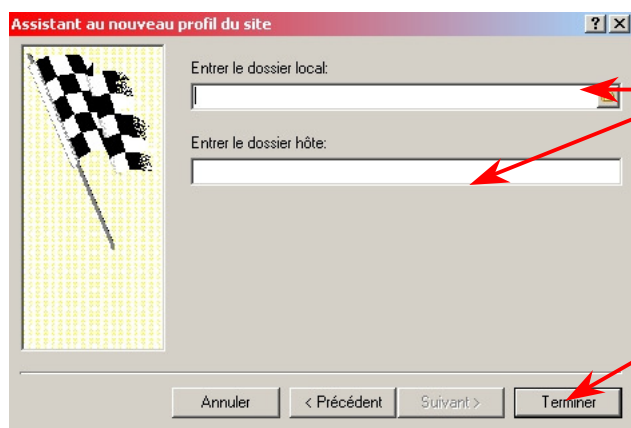 Assistant au nouveau profil du site
Entrer le dossier local:
Entrer le dossier hôte:
Annuler
< Précédent
Suivant >
Terminer